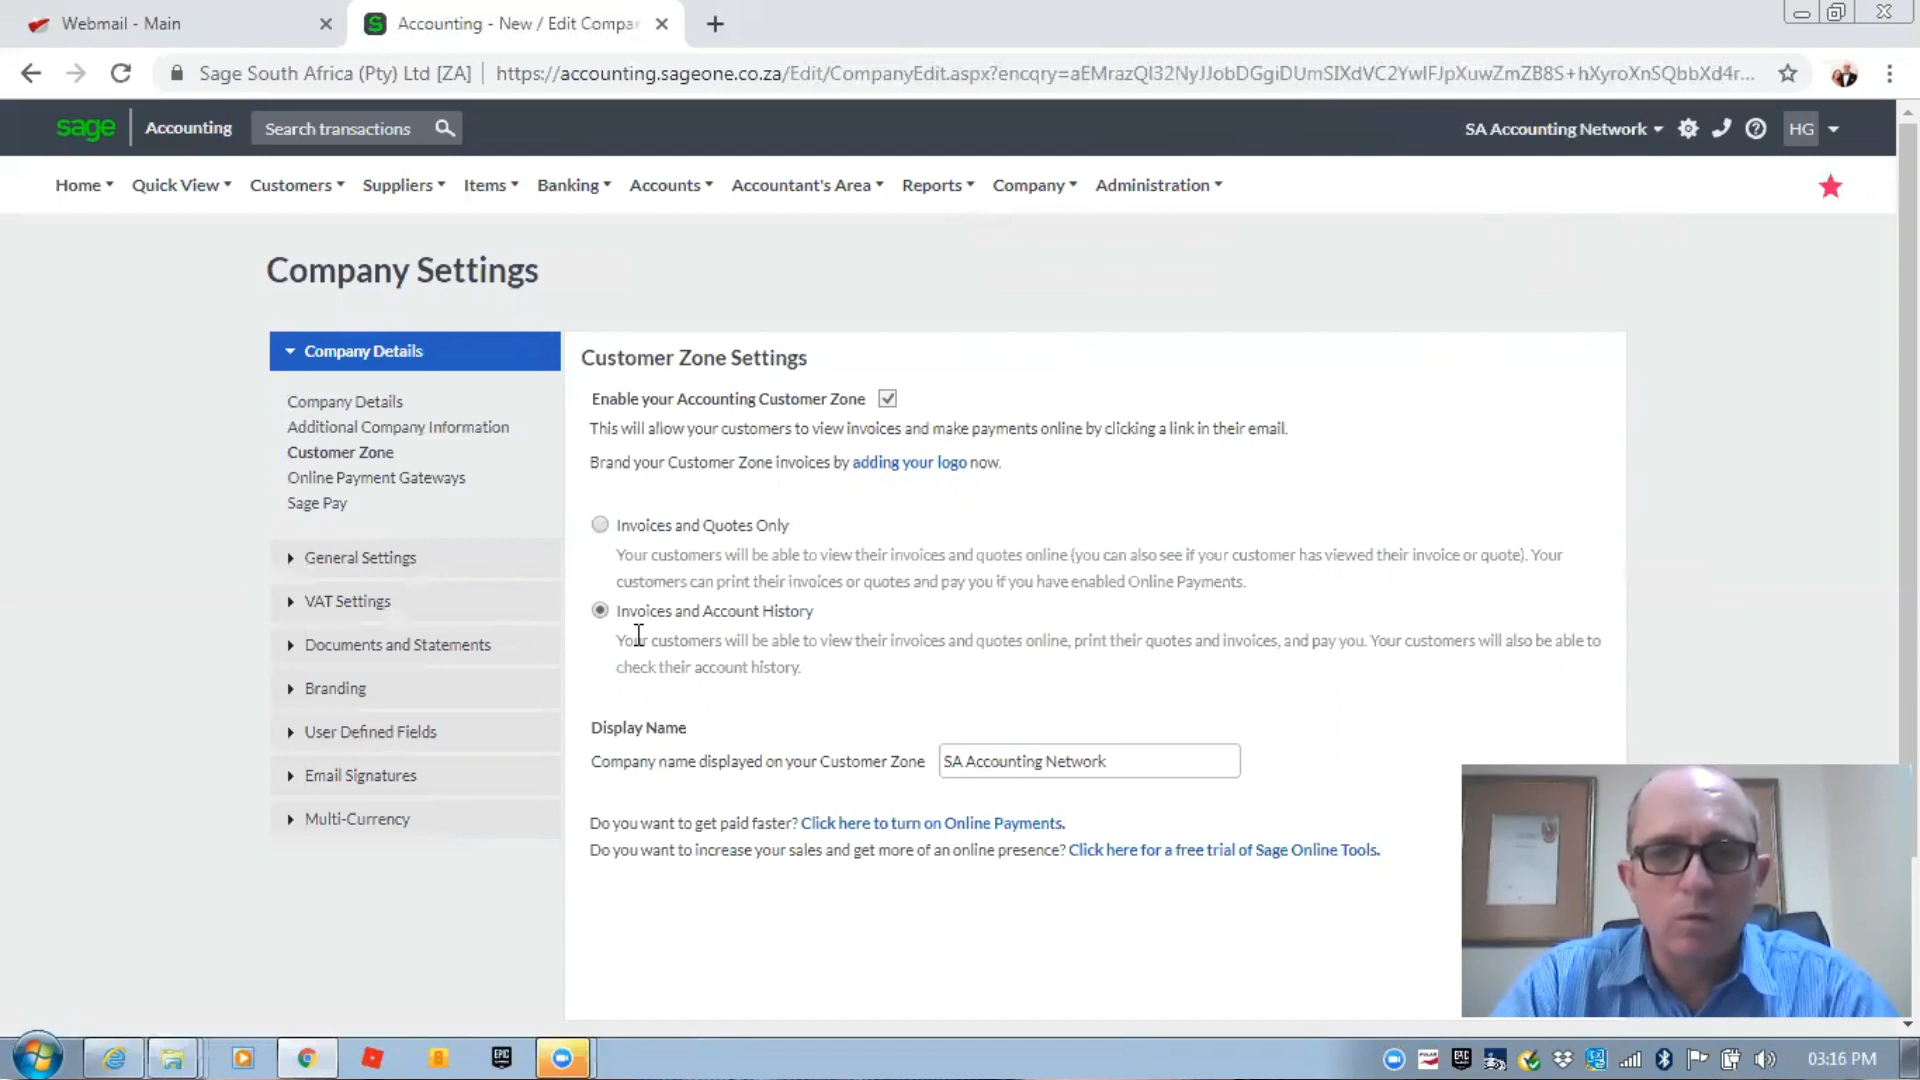 Webmail - Main
Accounting - New / Edit Compa
Sage South Africa (Pty) Ltd [ZA]
https://accounting.sageone.co.za/Edit/CompanyEdit.aspx?encqry=
sage
Accounting
Search transactions
SA Accounting Network
HG
Home
Quick View
Customers
Suppliers
Items
Banking
Accounts
Accountant's Area
Reports
Company
Administration
Company Settings
Company Details
Company Details
Additional Company Information
Customer Zone
Online Payment Gateways
Sage Pay
General Settings
VAT Settings
Documents and Statements
Branding
User Defined Fields
Email Signatures
Multi-Currency
Customer Zone Settings
Enable your Accounting Customer Zone
This will allow your customers to view invoices and make payments online by clicking a link in their email.
Brand your Customer Zone invoices by adding your logo now.
Invoices and Quotes Only
Your customers will be able to view their invoices and quotes online (you can also see if your customer has viewed their invoice or quote). Your
customers can print their invoices or quotes and pay you if you have enabled Online Payments.
Invoices and Account History
Your customers will be able to view their invoices and quotes online, print their quotes and invoices, and pay you. Your customers will also be able to
check their account history.
Display Name
Company name displayed on your Customer Zone
SA Accounting Network
Do you want to get paid faster? Click here to turn on Online Payments.
Do you want to increase your sales and get more of an online presence? Click here for a free trial of Sage Online Tools.
EPIC
03:16 PM